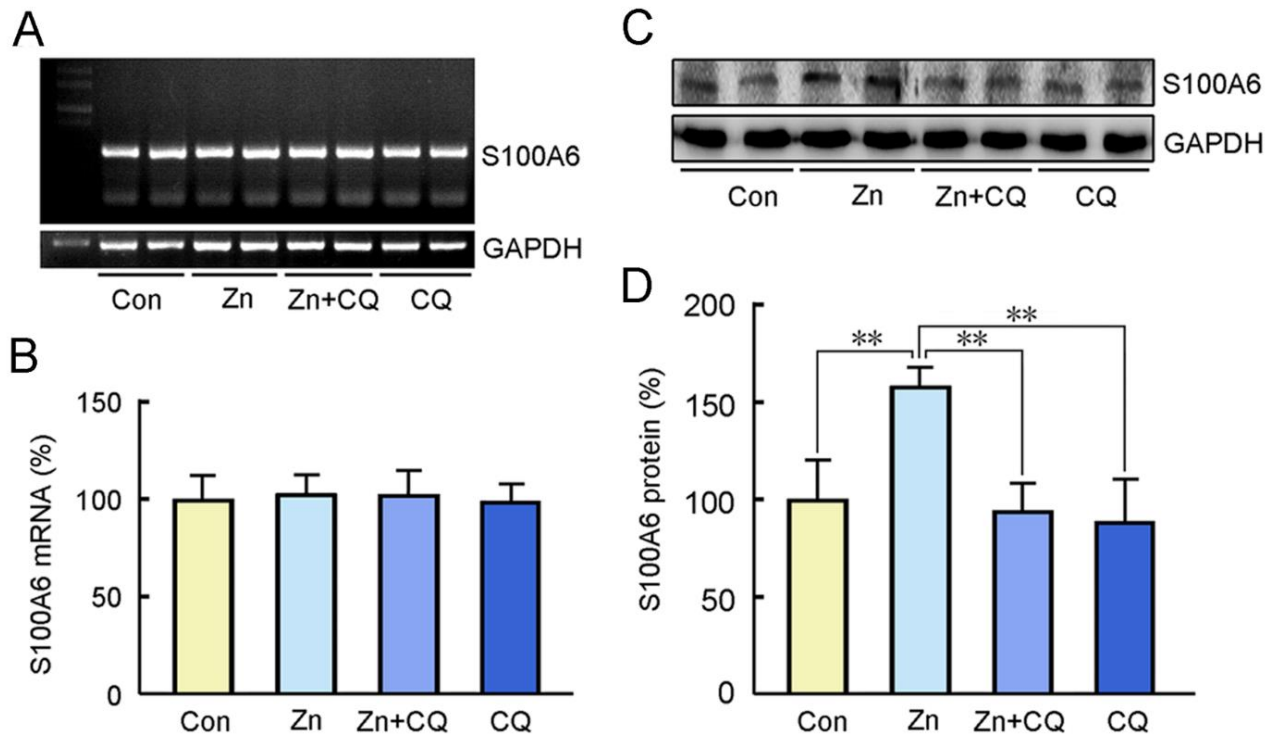 A
S100A6
GAPDH
Con Zn Zn+CQ CQ
B
S100A6 mRNA (%)
150
100
50
0
Con Zn Zn+CQ CQ
C
S100A6
GAPDH
Con Zn Zn+CQ CQ
D
S100A6 protein (%)
200
150
100
50
0
**
** **
Con Zn Zn+CQ CQ